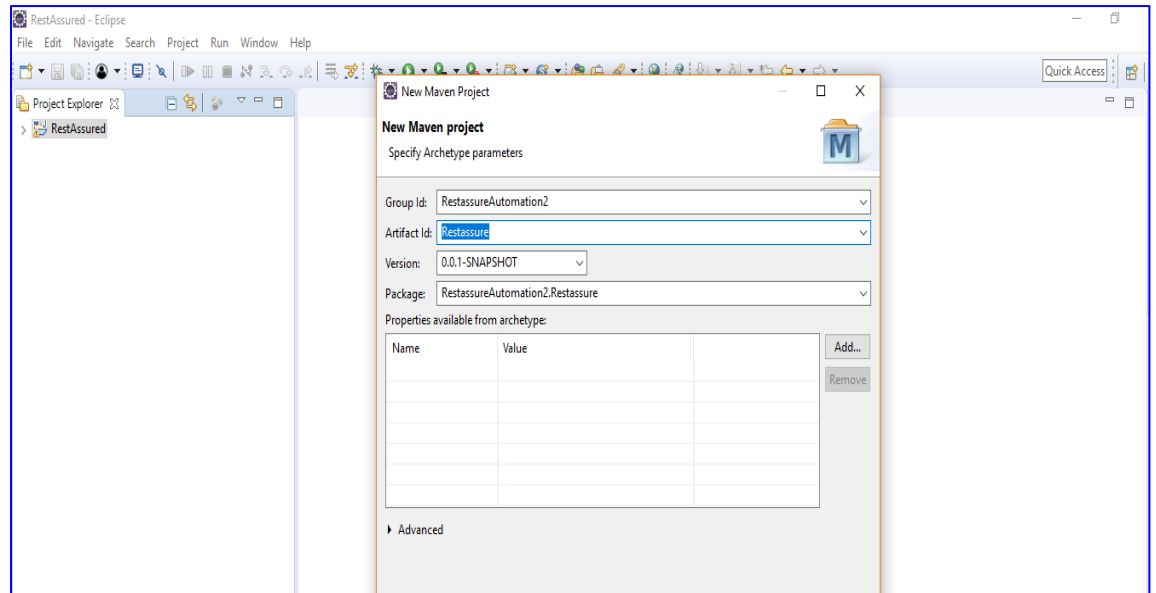 RestAssured - Eclipse
File Edit Navigate Search Project Run Window Help
Quick Access
Project Explorer
RestAssured
New Maven Project
New Maven project
Specify Archetype parameters
M
Group Id: RestassureAutomation2
Artifact Id: Restassure
Version: 0.0.1-SNAPSHOT
Package: RestassureAutomation2.Restassure
Properties available from archetype:
Name Value
Add...
Remove
Advanced